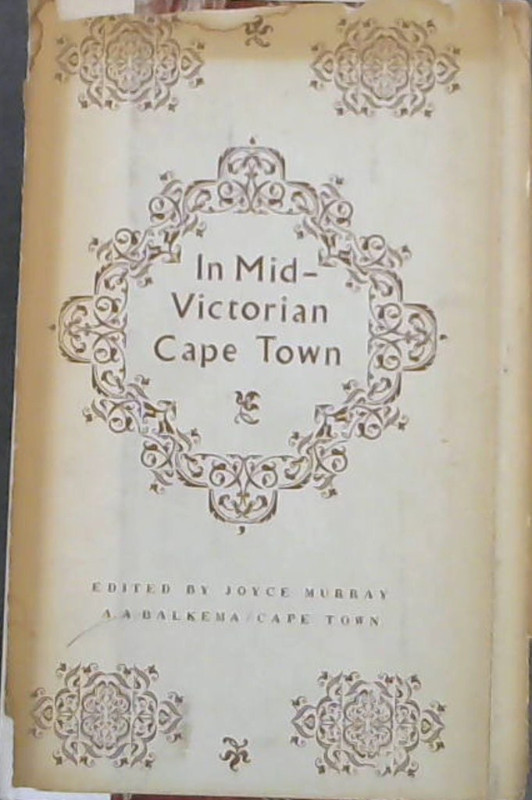 In Mid-
Victorian
Cape Town
EDITED BY JOYCE MURRAY
A.A BALKEMA/CAPE TOWN